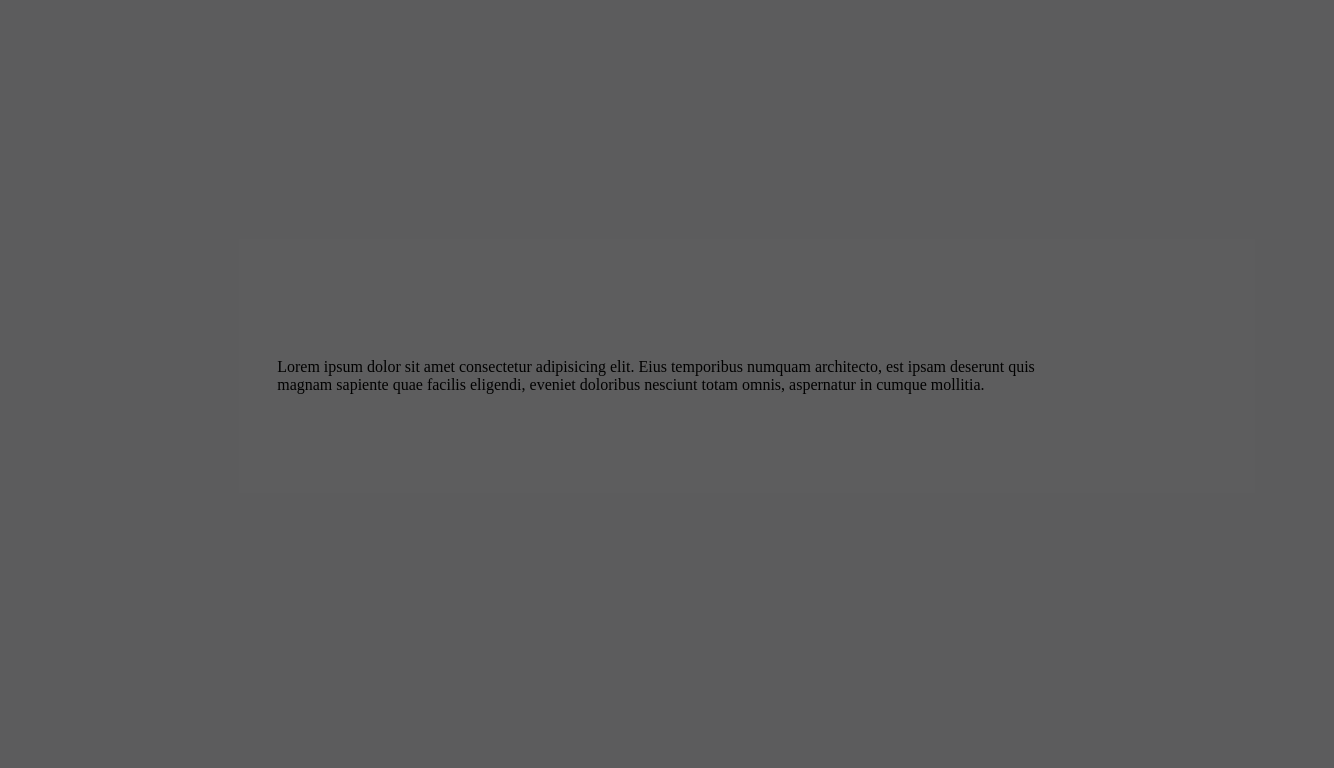 Lorem ipsum dolor sit amet consectetur adipisicing elit. Eius temporibus numquam architecto, est ipsam deserunt quis
magnam sapiente quae facilis eligendi, eveniet doloribus nesciunt totam omnis, aspernatur in cumque mollitia.